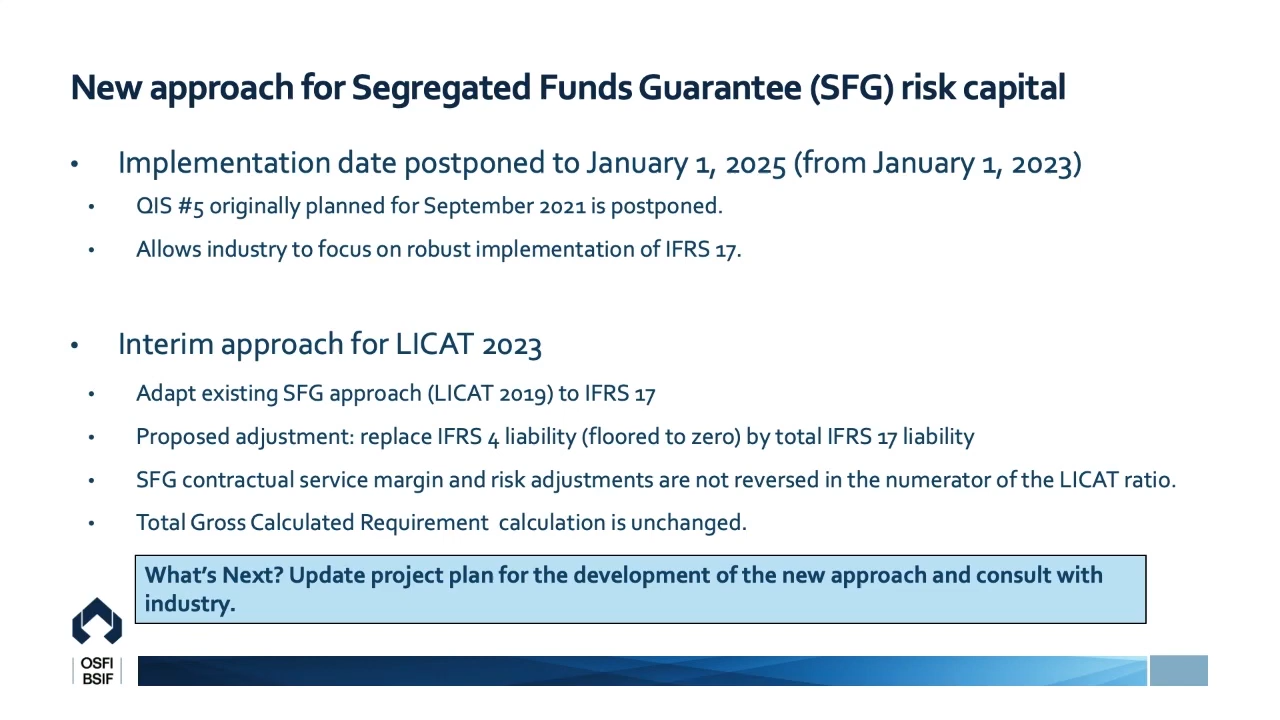 New approach for Segregated Funds Guarantee (SFG) risk capital
• Implementation date postponed to January 1, 2025 (from January 1, 2023)
• QIS #5 originally planned for September 2021 is postponed.
• Allows industry to focus on robust implementation of IFRS 17.
• Interim approach for LICAT 2023
• Adapt existing SFG approach (LICAT 2019) to IFRS 17
• Proposed adjustment: replace IFRS 4 liability (floored to zero) by total IFRS 17 liability
• SFG contractual service margin and risk adjustments are not reversed in the numerator of the LICAT ratio.
• Total Gross Calculated Requirement  calculation is unchanged.
What’s Next? Update project plan for the development of the new approach and consult with
industry.
OSFI
BSIF